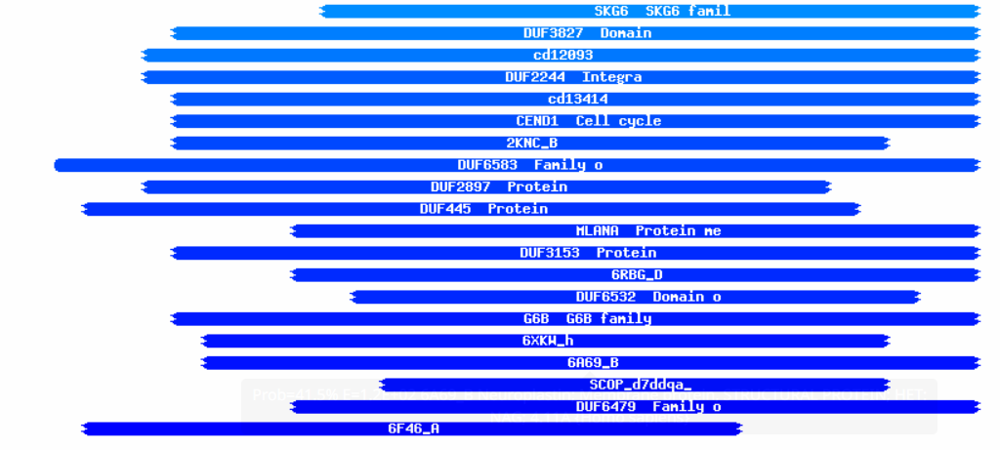 SKG6 SKG6 famil
DUF3827 Domain
cd12093
DUF2244 Integra
cd13414
CEND1 Cell cycle
2KNC_B
DUF6583 Family o
DUF2897 Protein
DUF445 Protein
MLANA Protein me
DUF3153 Protein
6RBG_D
DUF6532 Domain o
G6B G6B family
6XKW_h
6A69_B
SCOP_d7ddqa_
DUF6479 Family o
6F46_A